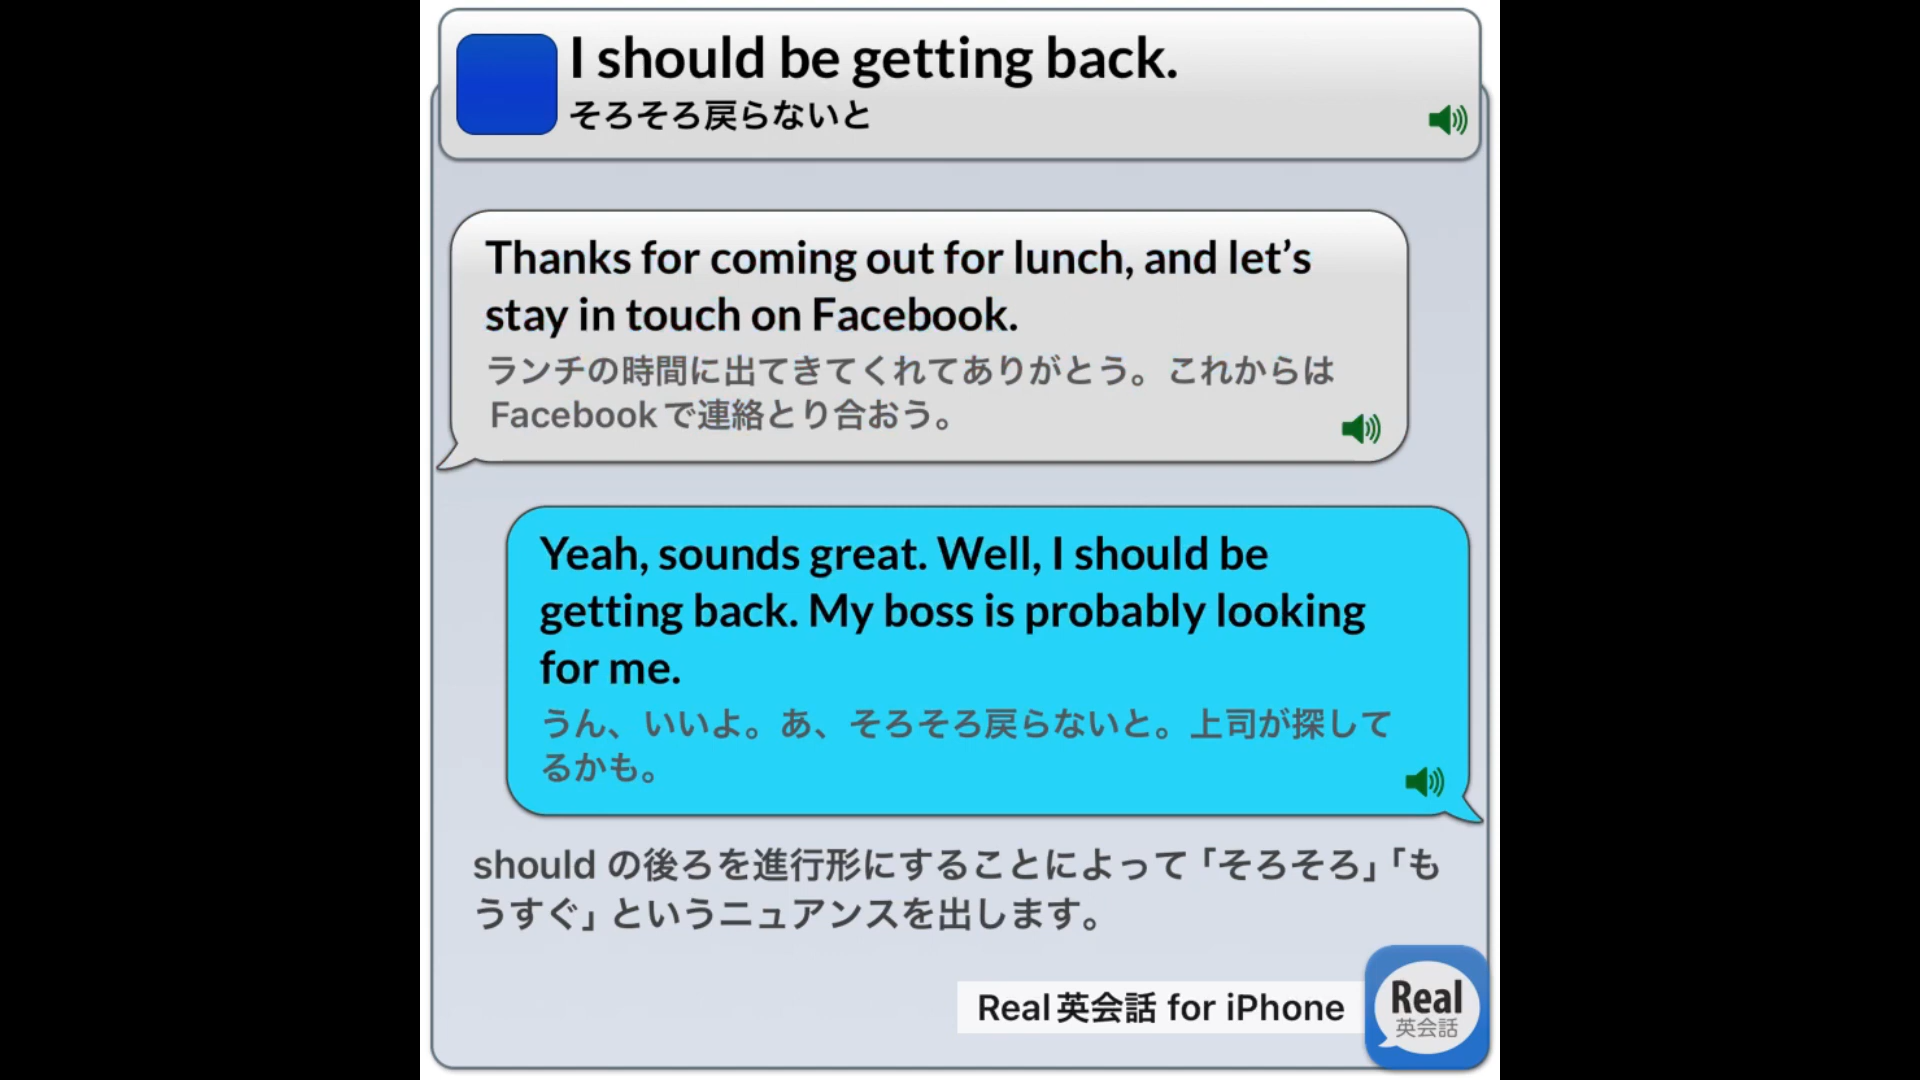 I should be getting back.
そろそろ戻らないと
Thanks for coming out for lunch, and let’s
stay in touch on Facebook.
ランチの時間に出てきてくれてありがとう。これからは
Facebookで連絡とり合おう。
Yeah, sounds great. Well, I should be
getting back. My boss is probably looking
for me.
うん、いいよ。あ、そろそろ戻らないと。上司が探して
るかも。
should の後ろを進行形にすることによって「そろそろ」「も
うすぐ」というニュアンスを出します。
Real英会話 for iPhone
Real
英会話